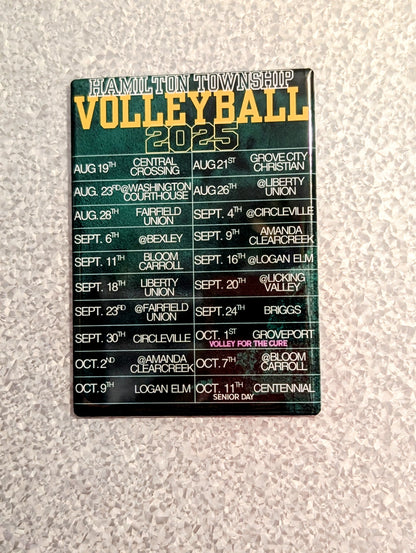 HAMILTON TOWNSHIP
VOLLEYBALL
2025
AUG 19TH CENTRAL CROSSING
AUG 21ST GROVE CITY CHRISTIAN
AUG. 23RD @WASHINGTON COURTHOUSE
AUG 26TH @LIBERTY UNION
AUG. 28TH FAIRFIELD UNION
SEPT. 4TH @CIRCLEVILLE
SEPT. 6TH @BEXLEY
SEPT. 9TH AMANDA CLEARCREEK
SEPT. 11TH BLOOM CARROLL
SEPT. 16TH @LOGAN ELM
SEPT. 18TH LIBERTY UNION
SEPT. 20TH @LICKING VALLEY
SEPT. 23RD @FAIRFIELD UNION
SEPT. 24TH BRIGGS
SEPT. 30TH CIRCLEVILLE
OCT. 1ST GROVEPORT
VOLLEY FOR THE CURE
OCT. 2ND @AMANDA CLEARCREEK
OCT. 7TH @BLOOM CARROLL
OCT. 9TH LOGAN ELM
OCT. 11TH CENTENNIAL
SENIOR DAY